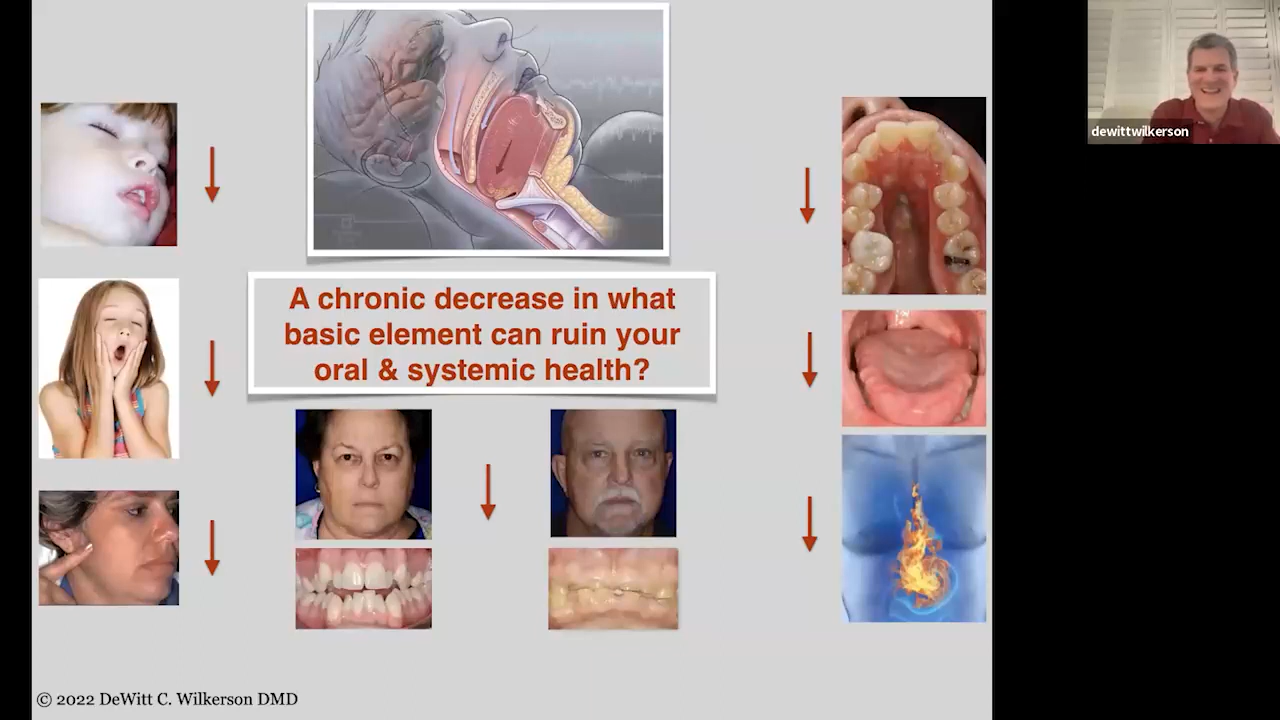 A chronic decrease in what
basic element can ruin your
oral & systemic health?
dewittwilkerson
© 2022 DeWitt C. Wilkerson DMD